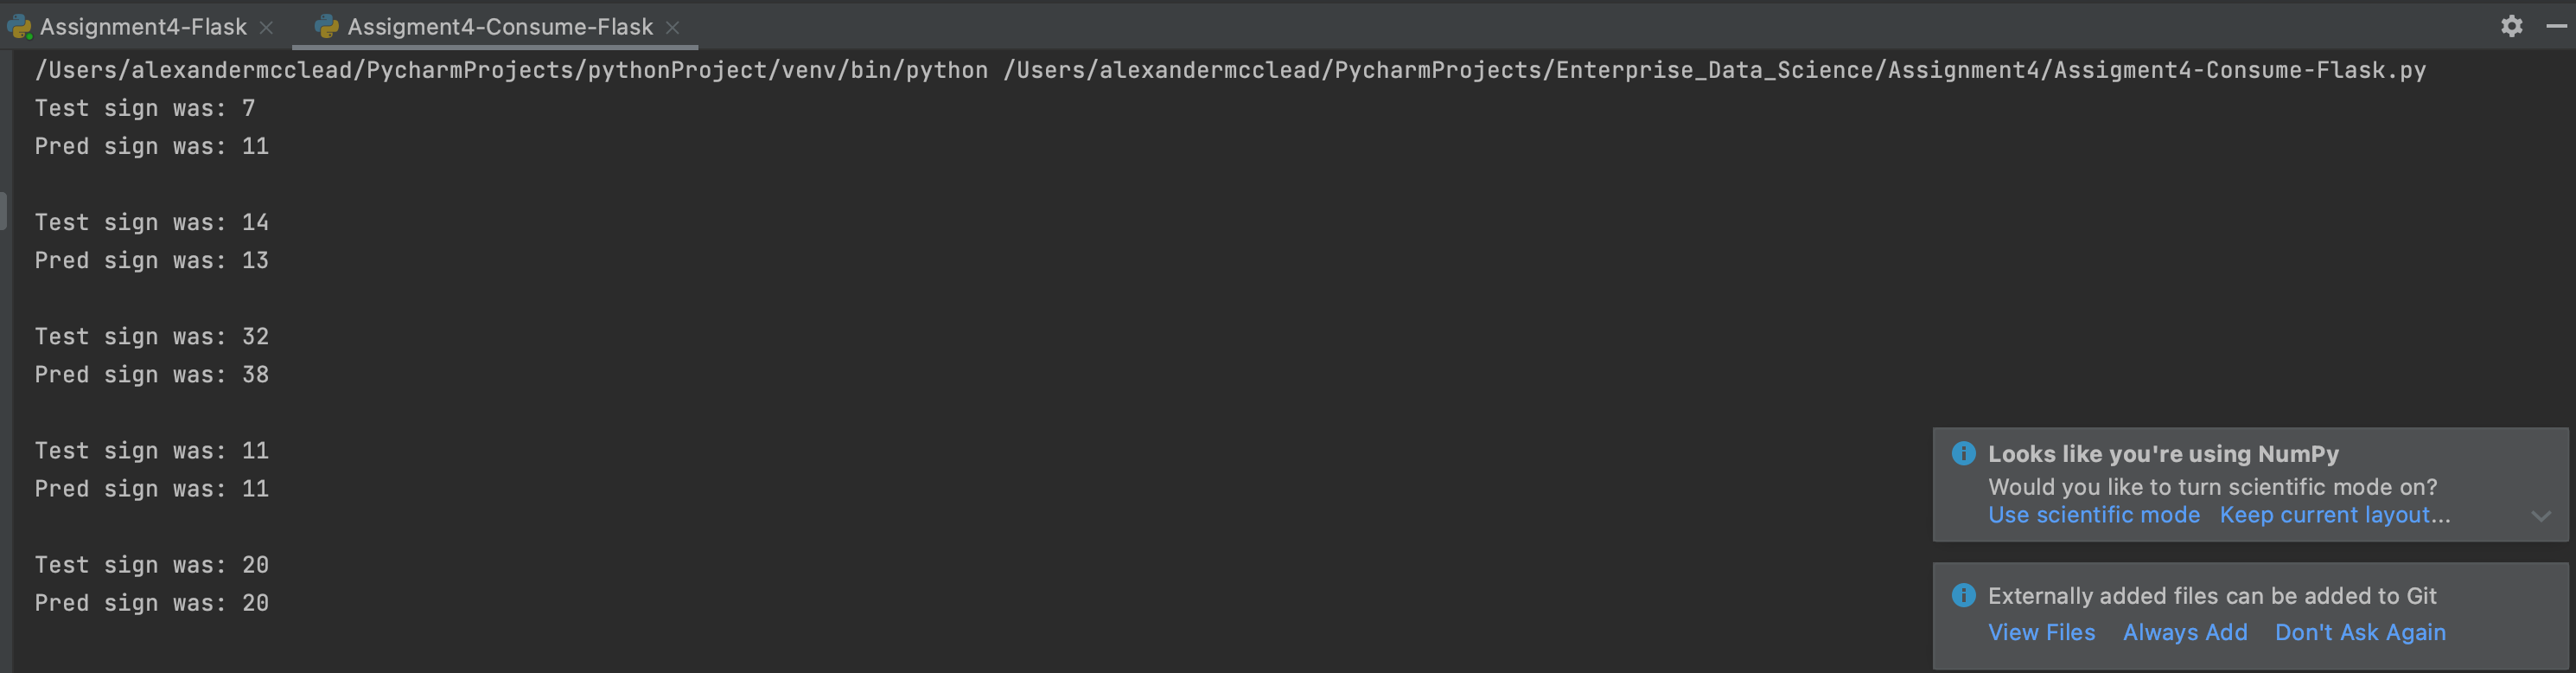 Assignment4-Flask
Assigment4-Consume-Flask
/Users/alexandermcclead/PycharmProjects/pythonProject/venv/bin/python /Users/alexandermcclead/PycharmProjects/Enterprise_Data_Science/Assignment4/Assigment4-Consume-Flask.py
Test sign was: 7
Pred sign was: 11
Test sign was: 14
Pred sign was: 13
Test sign was: 32
Pred sign was: 38
Test sign was: 11
Pred sign was: 11
Test sign was: 20
Pred sign was: 20
Looks like you're using NumPy
Would you like to turn scientific mode on?
Use scientific mode Keep current layout...
Externally added files can be added to Git
View Files Always Add Don't Ask Again